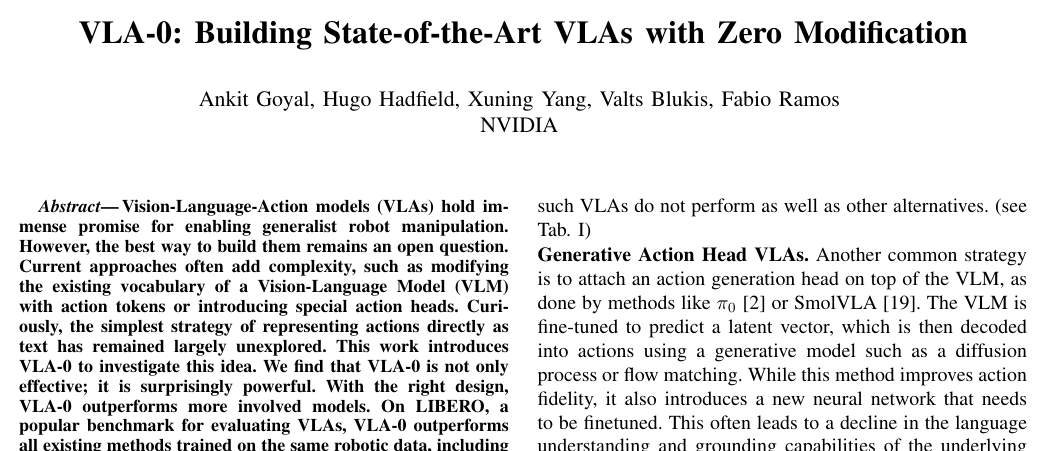 VLA-0: Building State-of-the-Art VLAs with Zero Modification
Ankit Goyal, Hugo Hadfield, Xuning Yang, Valts Blukis, Fabio Ramos
NVIDIA
Abstract— Vision-Language-Action models (VLAs) hold im-
mense promise for enabling generalist robot manipulation.
However, the best way to build them remains an open question.
Current approaches often add complexity, such as modifying
the existing vocabulary of a Vision-Language Model (VLM)
with action tokens or introducing special action heads. Curi-
ously, the simplest strategy of representing actions directly as
text has remained largely unexplored. This work introduces
VLA-0 to investigate this idea. We find that VLA-0 is not only
effective; it is surprisingly powerful. With the right design,
VLA-0 outperforms more involved models. On LIBERO, a
popular benchmark for evaluating VLAs, VLA-0 outperforms
all existing methods trained on the same robotic data, including
such VLAs do not perform as well as other alternatives. (see
Tab. I)
Generative Action Head VLAs. Another common strategy
is to attach an action generation head on top of the VLM, as
done by methods like π0 [2] or SmolVLA [19]. The VLM is
fine-tuned to predict a latent vector, which is then decoded
into actions using a generative model such as a diffusion
process or flow matching. While this method improves action
fidelity, it also introduces a new neural network that needs
to be finetuned. This often leads to a decline in the language
understanding and grounding capabilities of the underlying